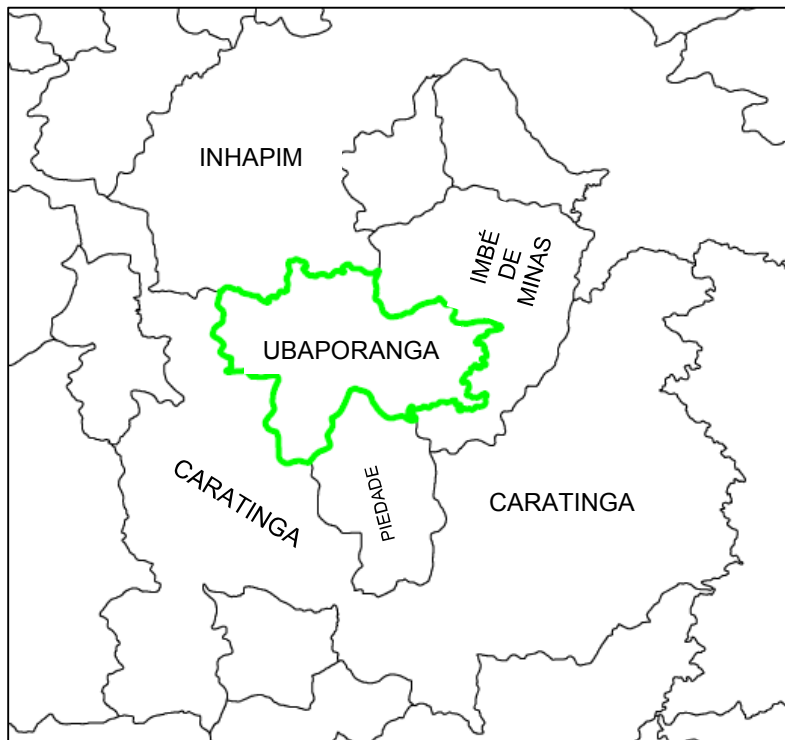 INHAPIM
IMBÉ
DE
MINAS
UBAPORANGA
CARATINGA
PIEDADE
CARATINGA